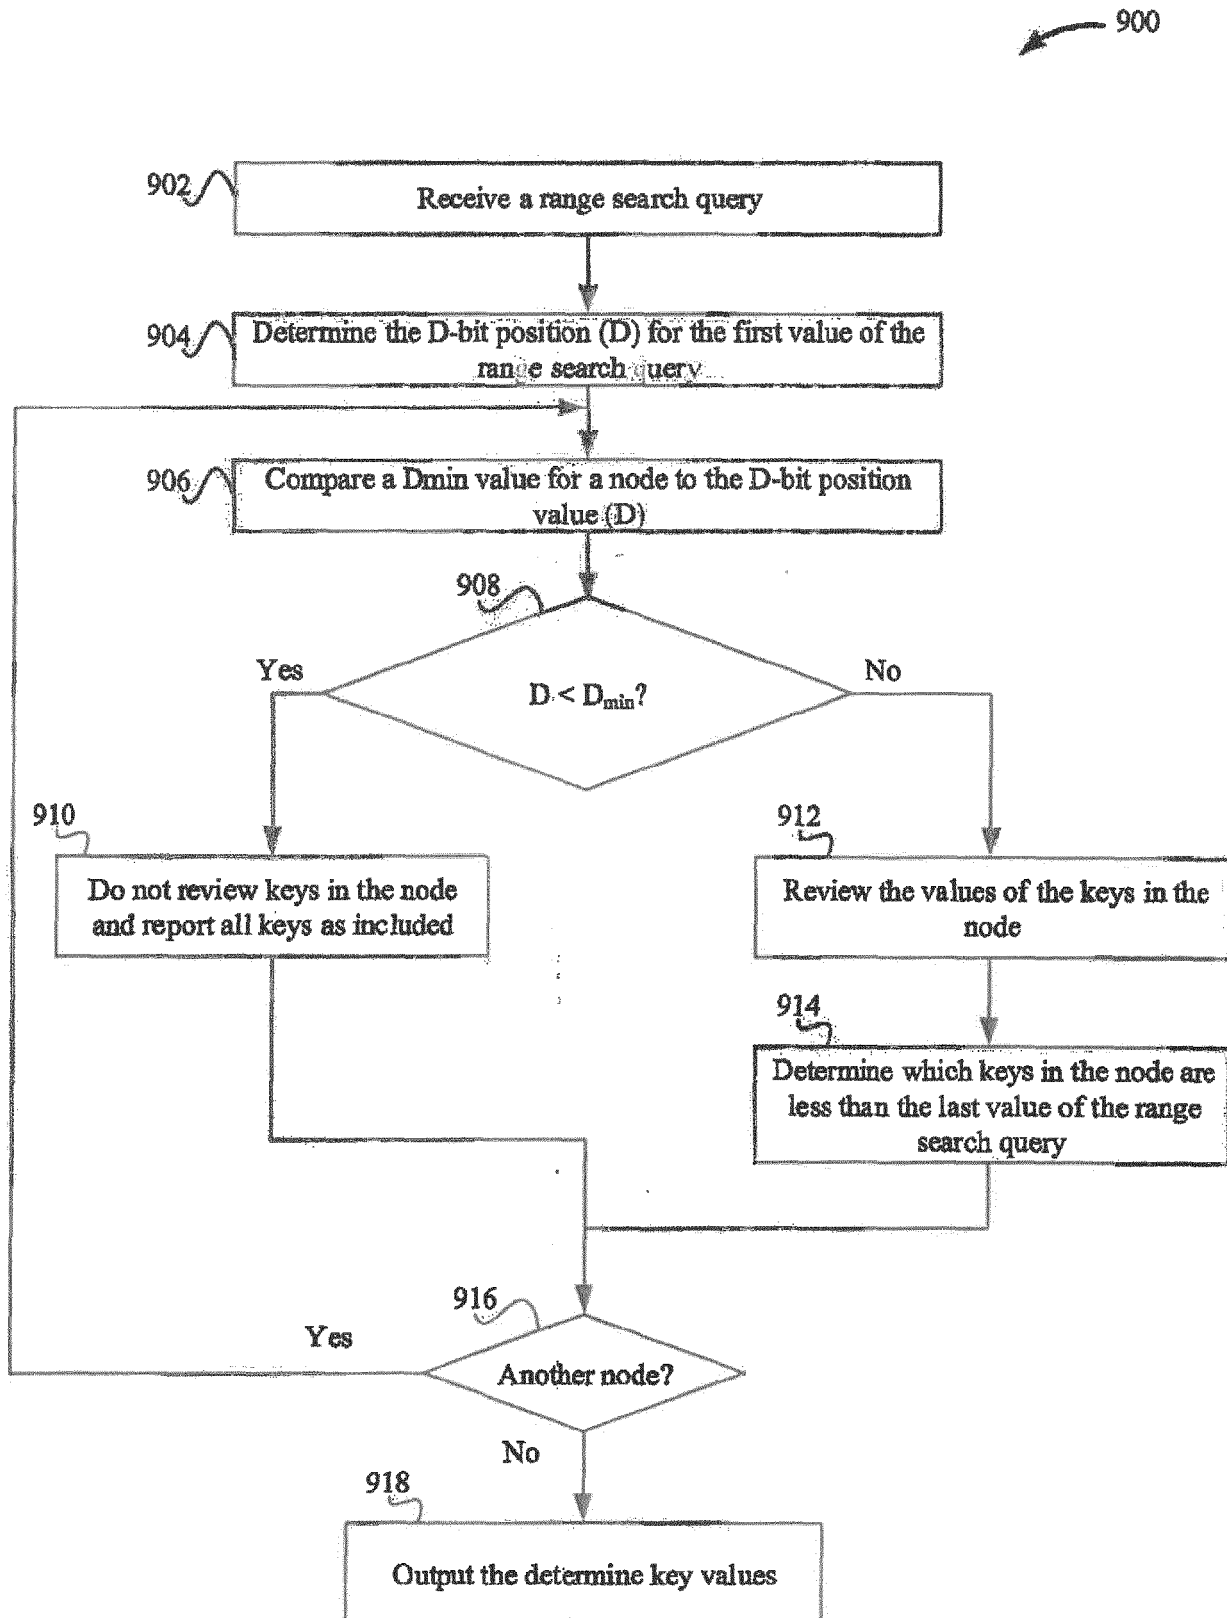 900
902
Receive a range search query
904
Determine the D-bit position (D) for the first value of the
range search query
906
Compare a Dmin value for a node to the D-bit position
value (D)
908
Yes
No
D < Dmin?
910
912
Do not review keys in the node
and report all keys as included
Review the values of the keys in the
node
914
Determine which keys in the node are
less than the last value of the range
search query
916
Yes
Another node?
No
918
Output the determine key values